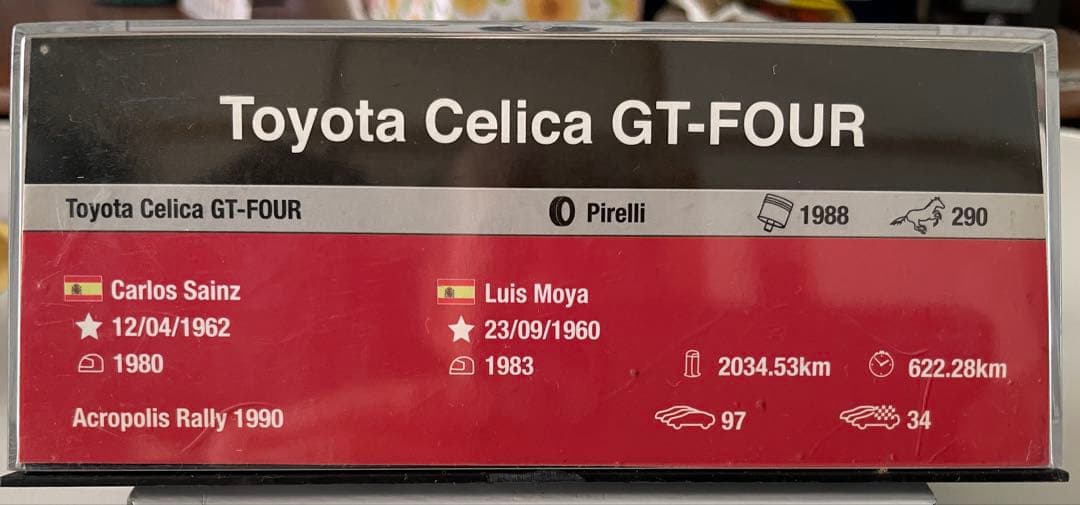 Toyota Celica GT-FOUR
Toyota Celica GT-FOUR Pirelli 1988 290
Carlos Sainz Luis Moya
12/04/1962 23/09/1960
1980 1983 2034.53km 622.28km
Acropolis Rally 1990 97 34